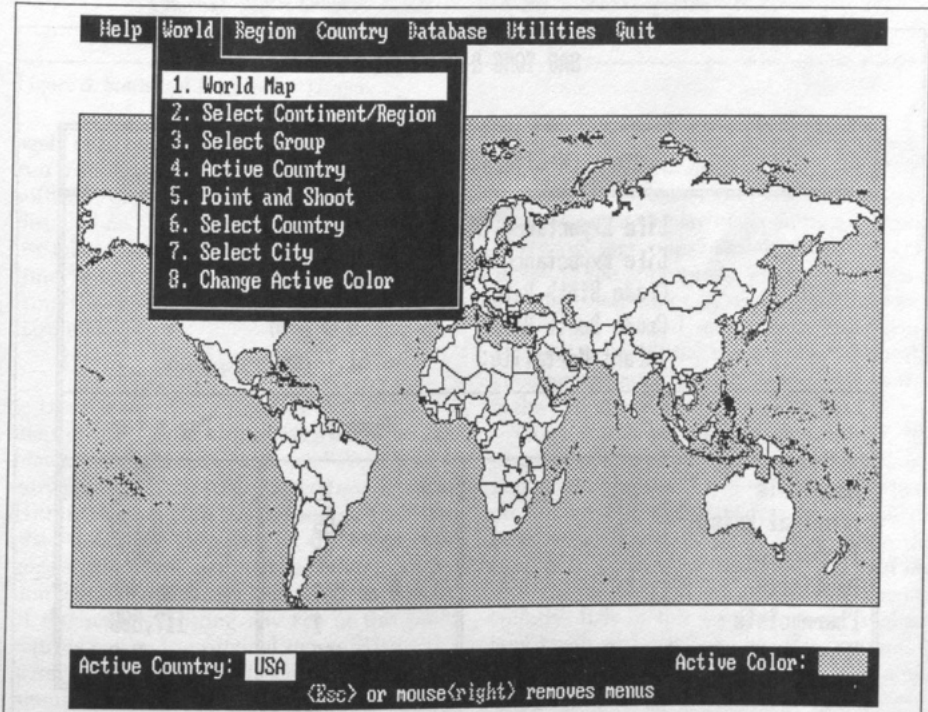 Help World Region Country Database Utilities Quit
1. World Map
2. Select Continent/Region
3. Select Group
4. Active Country
5. Point and Shoot
6. Select Country
7. Select City
8. Change Active Color
Active Country: USA
Active Color:
<Esc> or mouse<right> removes menus